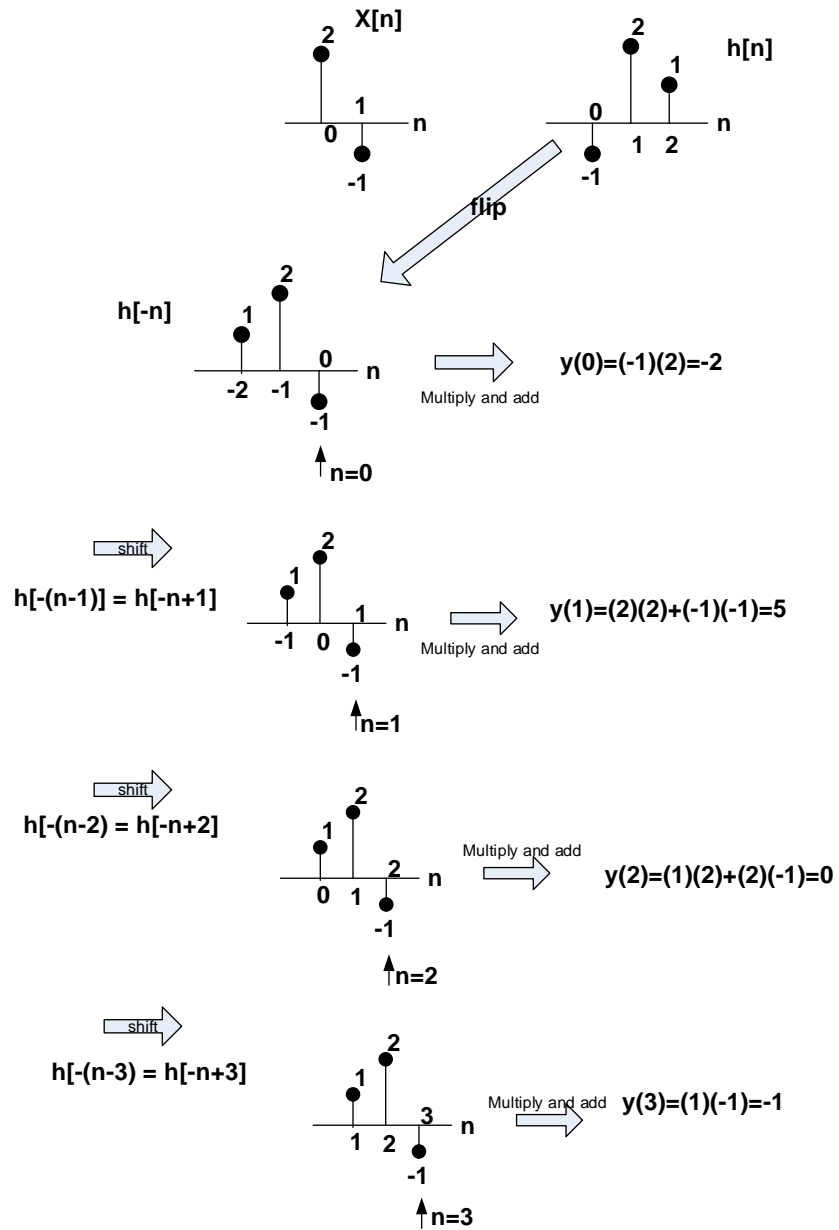 X[n]
2
0
1
-1
n
h[n]
2
1
0
-1
1
2
n
flip
h[-n]
2
1
0
n
-2
-1
-1
n=0
Multiply and add
y(0)=(-1)(2)=-2
shift
h[-(n-1)] = h[-n+1]
2
1
1
n
-1
0
-1
n=1
Multiply and add
y(1)=(2)(2)+(-1)(-1)=5
shift
h[-(n-2) = h[-n+2]
2
1
2
n
0
1
-1
n=2
Multiply and add
y(2)=(1)(2)+(2)(-1)=0
shift
h[-(n-3) = h[-n+3]
2
1
3
n
1
2
-1
n=3
Multiply and add
y(3)=(1)(-1)=-1